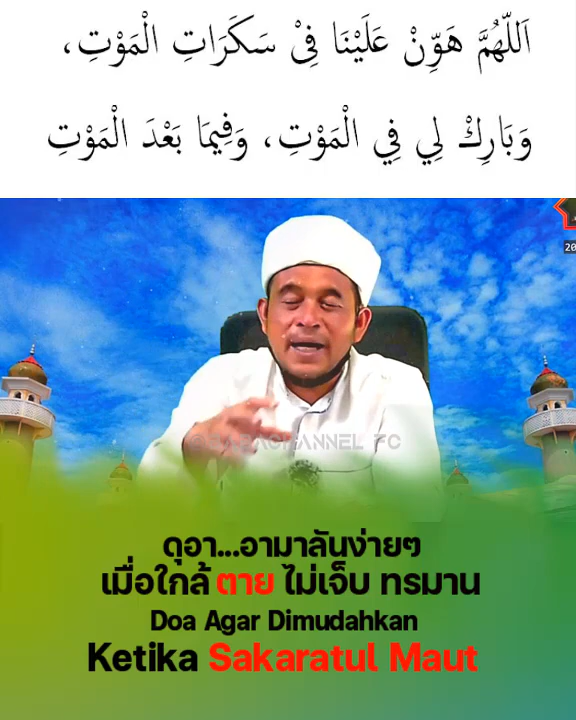 اَللّٰهُمَّ هَوِّنْ عَلَيْنَا فِىْ سَكَرَاتِ الْمَوْتِ،
وَبَارِكْ لِي فِي الْمَوْتِ، وَفِيمَا بَعْدَ الْمَوْتِ
20
ดุอา...อามาลันง่ายๆ
เมื่อใกล้ ตาย ไม่เจ็บ ทรมาน
Doa Agar Dimudahkan
Ketika Sakaratul Maut